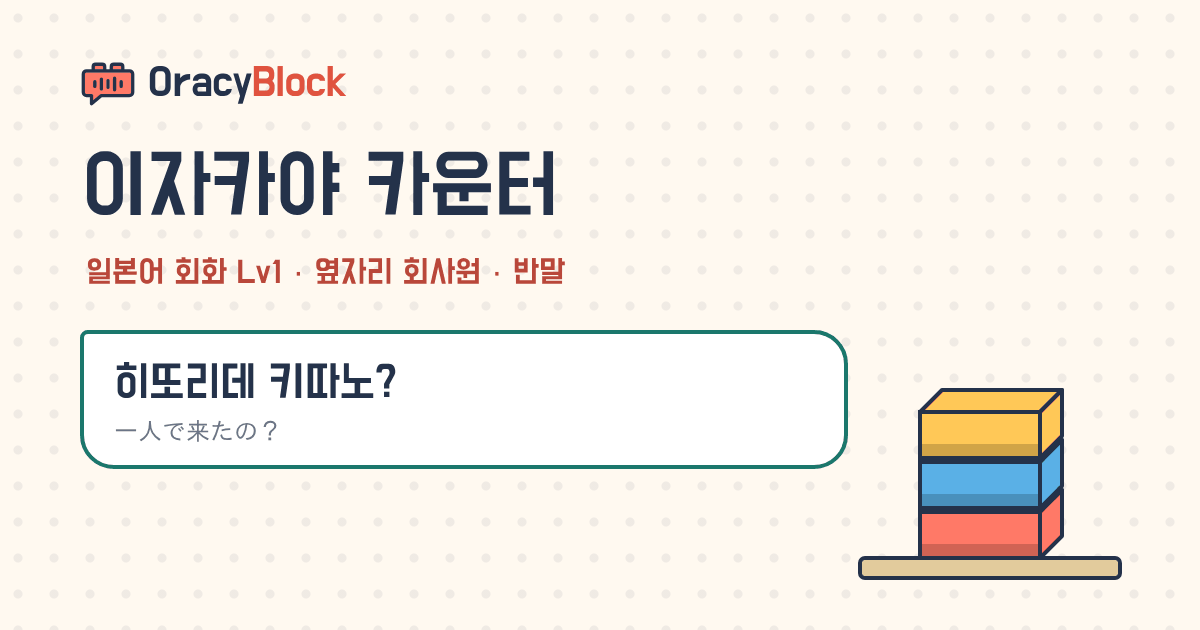 OracyBlock
이자카야 카운터
일본어 회화 Lv1 · 옆자리 회사원 · 반말
히또리데 키따노?
一人で来たの？